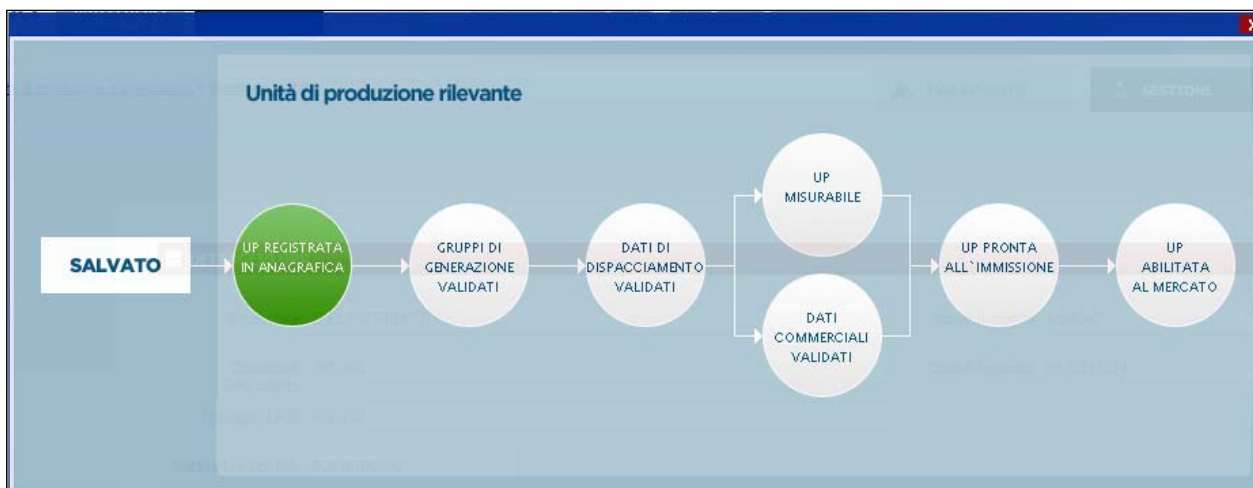 Unità di produzione rilevante
GESTIONE
SALVATO
UP REGISTRATA
IN ANAGRAFICA
GRUPPI DI
GENERAZIONE
VALIDATI
DATI DI
DISPACCIAMENTO
VALIDATI
UP
MISURABILE
DATI
COMMERCIALI
VALIDATI
UP PRONTA
ALL`IMMISSIONE
UP
ABILITATA
AL MERCATO